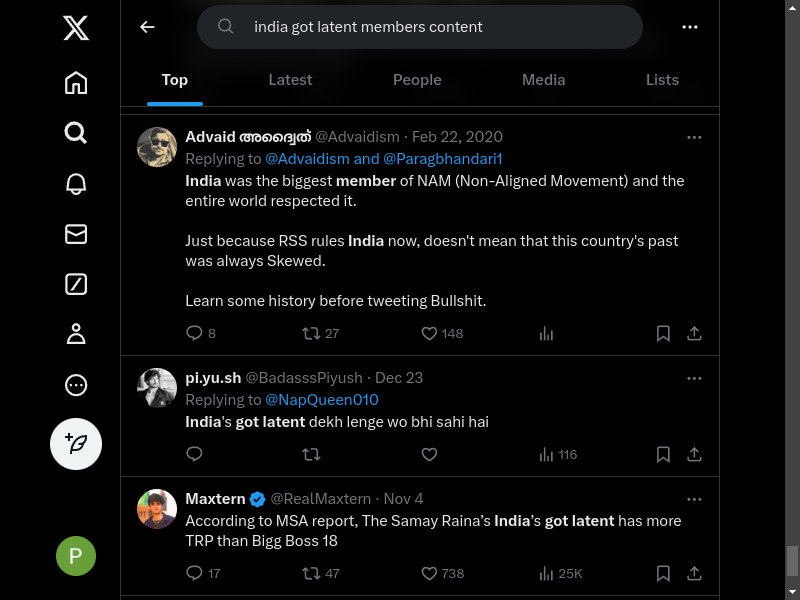 india got latent members content
Top
Latest
People
Media
Lists
Advaid അദ്വൈത് @Advaidism · Feb 22, 2020
Replying to @Advaidism and @Paragbhandari1
India was the biggest member of NAM (Non-Aligned Movement) and the
entire world respected it.
Just because RSS rules India now, doesn't mean that this country's past
was always Skewed.
Learn some history before tweeting Bullshit.
8
27
148
pi.yu.sh @BadasssPiyush · Dec 23
Replying to @NapQueen010
India's got latent dekh lenge wo bhi sahi hai
116
Maxtern @RealMaxtern · Nov 4
According to MSA report, The Samay Raina’s India’s got latent has more
TRP than Bigg Boss 18
17
47
738
25K
P